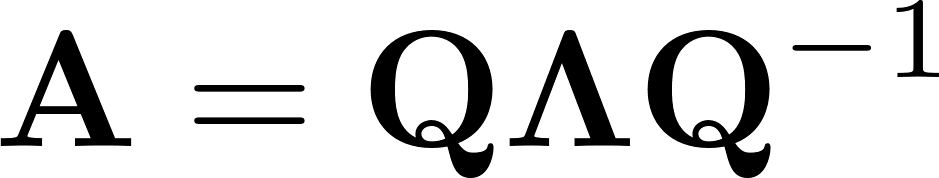 𝐀 = 𝐐𝚲𝐐⁻¹